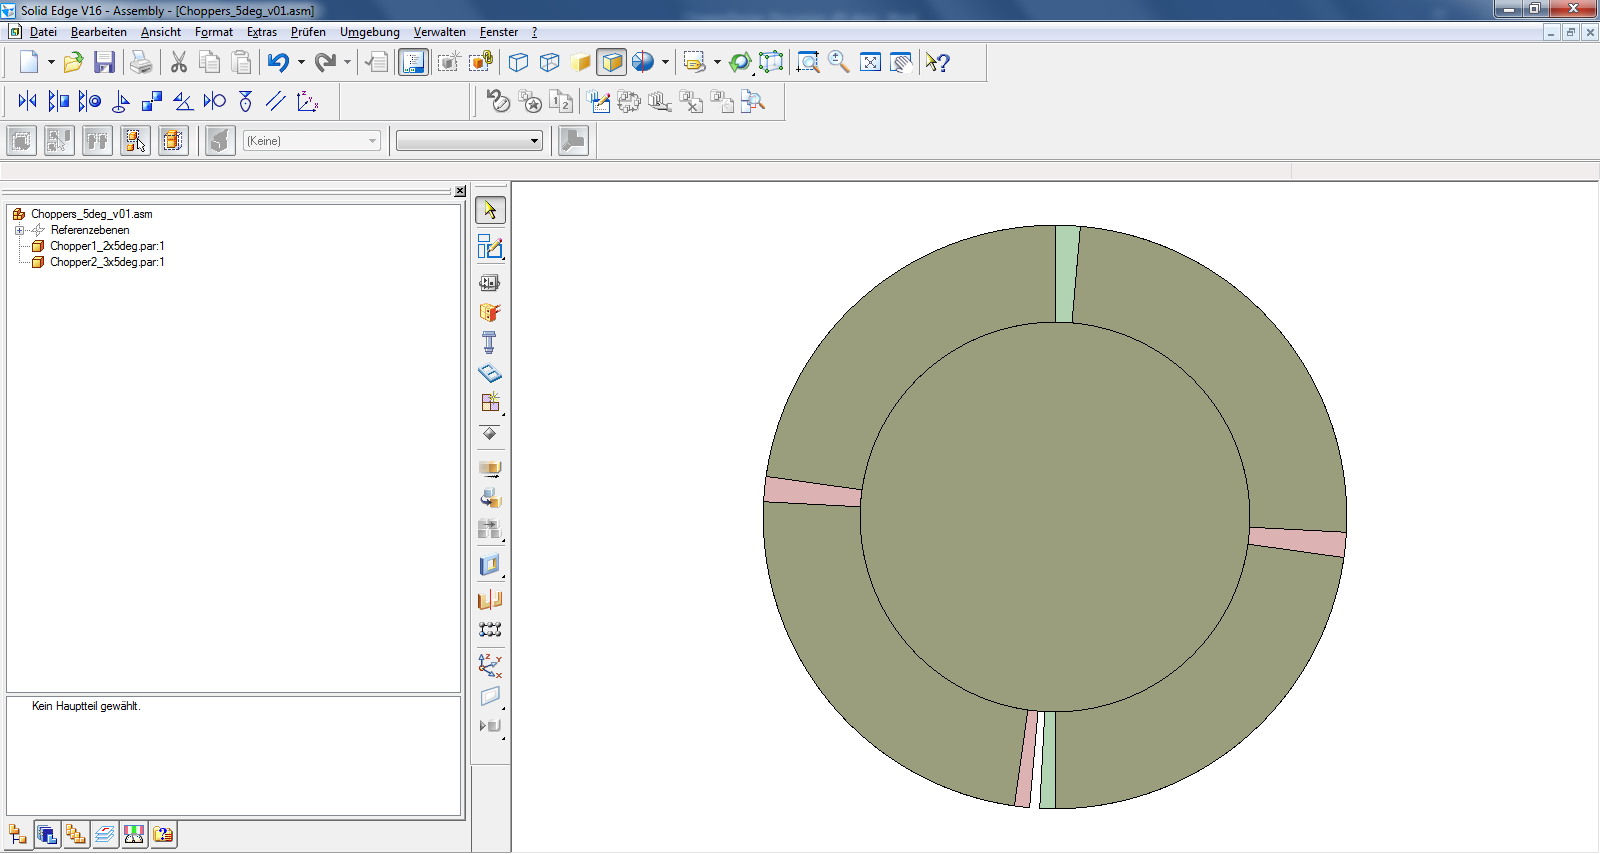 Solid Edge V16 - Assembly - [Choppers_5deg_v01.asm]
Datei Bearbeiten Ansicht Format Extras Prüfen Umgebung Verwalten Fenster ?
(Keine)
Choppers_5deg_v01.asm
Referenzebenen
Chopper1_2x5deg.par:1
Chopper2_3x5deg.par:1
Kein Hauptteil gewählt.